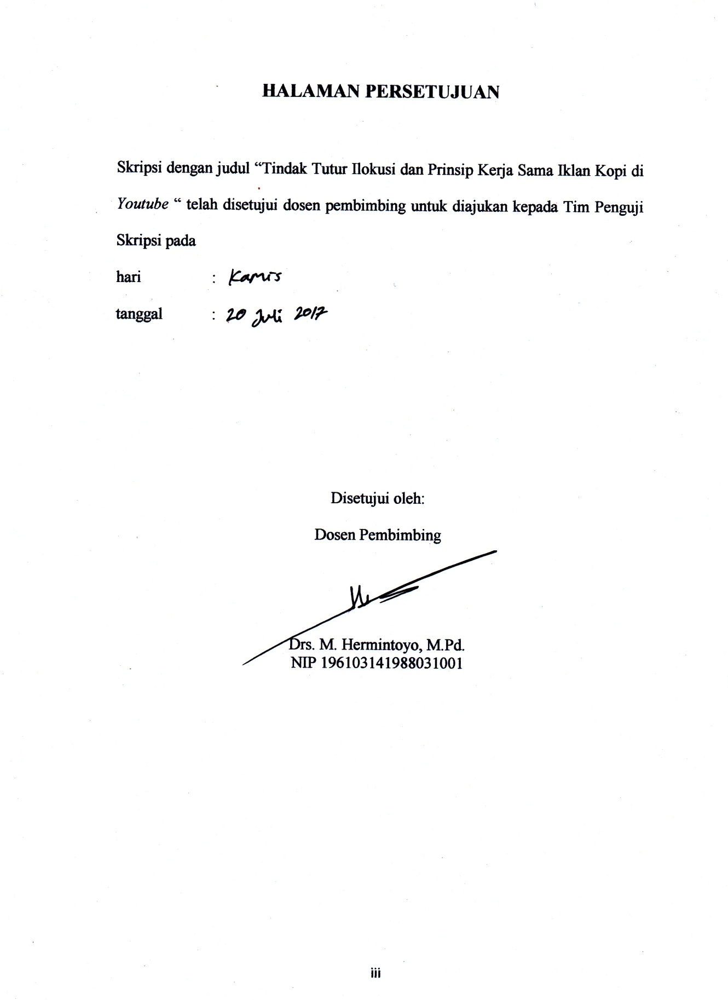 HALAMAN PERSETUJUAN
Skripsi dengan judul “Tindak Tutur Ilokusi dan Prinsip Kerja Sama Iklan Kopi di
Youtube “ telah disetujui dosen pembimbing untuk diajukan kepada Tim Penguji
Skripsi pada
hari : Kamis
tanggal : 20 Juli 2017
Disetujui oleh:
Dosen Pembimbing
Drs. M. Hermintoyo, M.Pd.
NIP 196103141988031001
iii